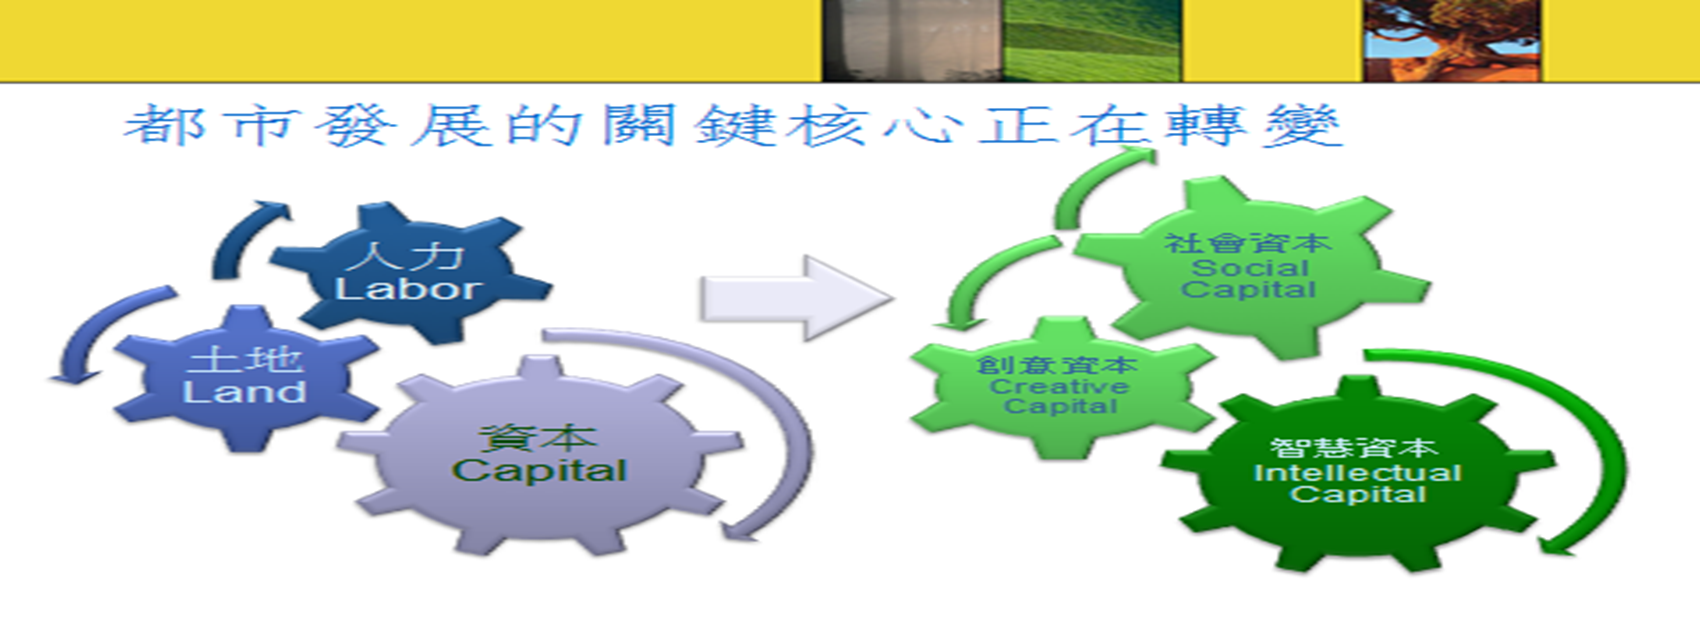 都市發展的關鍵核心正在轉變
人力
Labor
土地
Land
資本
Capital
社會資本
Social
Capital
創意資本
Creative
Capital
智慧資本
Intellectual
Capital